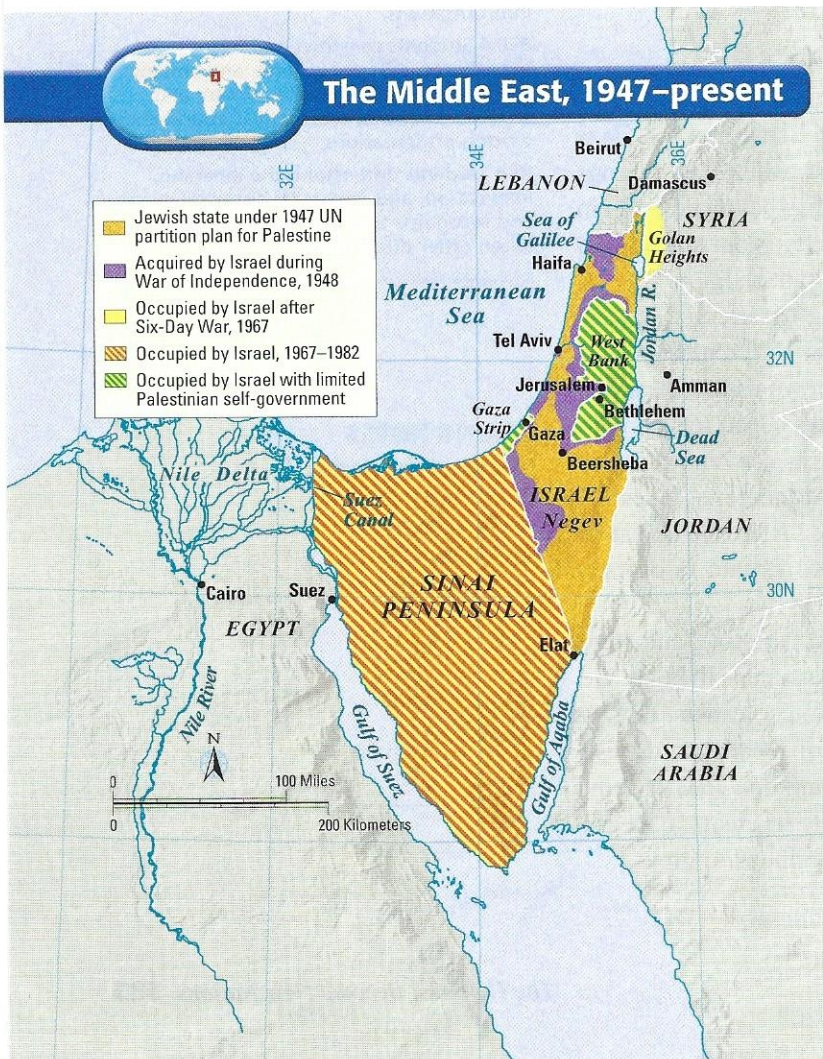 The Middle East, 1947–present
32E
34E
36E
Beirut
LEBANON
Damascus
Jewish state under 1947 UN
partition plan for Palestine
Acquired by Israel during
War of Independence, 1948
Occupied by Israel after
Six-Day War, 1967
Occupied by Israel, 1967–1982
Occupied by Israel with limited
Palestinian self-government
Sea of
Galilee
SYRIA
Golan
Heights
Haifa
Mediterranean
Sea
Jordan R.
Tel Aviv
West
Bank
32N
Jerusalem
Amman
Gaza
Strip
Bethlehem
Gaza
Dead
Sea
Beersheba
Nile Delta
Suez
Canal
ISRAEL
Negev
JORDAN
Cairo
Suez
SINAI
PENINSULA
30N
EGYPT
Elat
Nile River
Gulf of Suez
Gulf of Aqaba
SAUDI
ARABIA
N
0
100 Miles
0
200 Kilometers